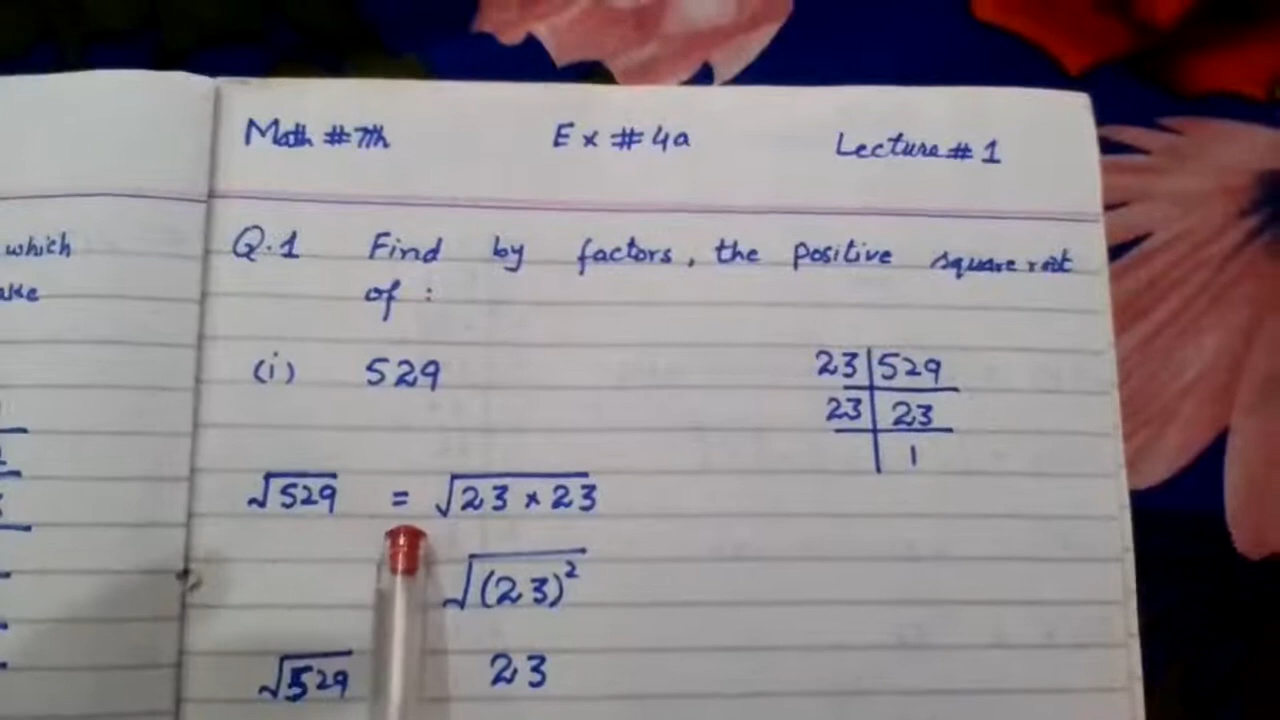 Math # 7th Ex # 4a Lecture # 1
which
Q.1 Find by factors, the positive square root
of :
(i) 529
23 | 529
23 | 23
1
√529 = √23 × 23
√(23)²
√529 23